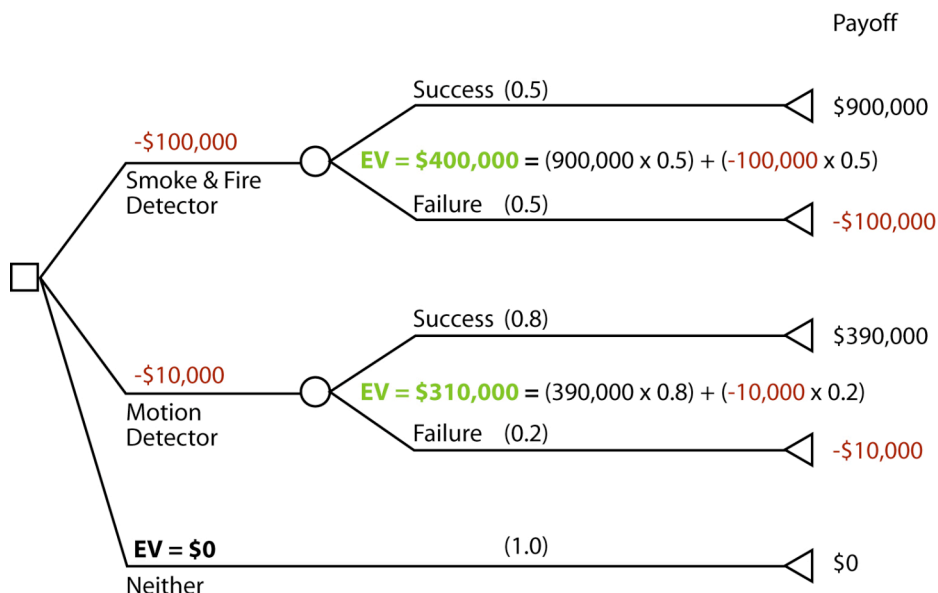 Payoff
Success (0.5)
$900,000
-$100,000
EV = $400,000 = (900,000 x 0.5) + (-100,000 x 0.5)
Smoke & Fire
Detector
Failure (0.5)
-$100,000
Success (0.8)
$390,000
-$10,000
EV = $310,000 = (390,000 x 0.8) + (-10,000 x 0.2)
Motion
Detector
Failure (0.2)
-$10,000
EV = $0
(1.0)
$0
Neither